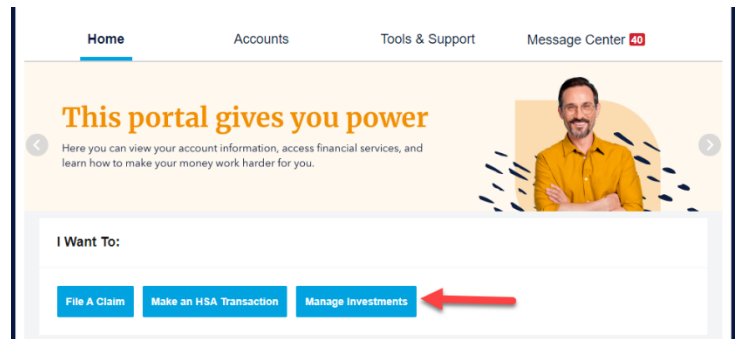 Home Accounts Tools & Support Message Center 40
This portal gives you power
Here you can view your account information, access financial services, and
learn how to make your money work harder for you.
I Want To:
File A Claim Make an HSA Transaction Manage Investments